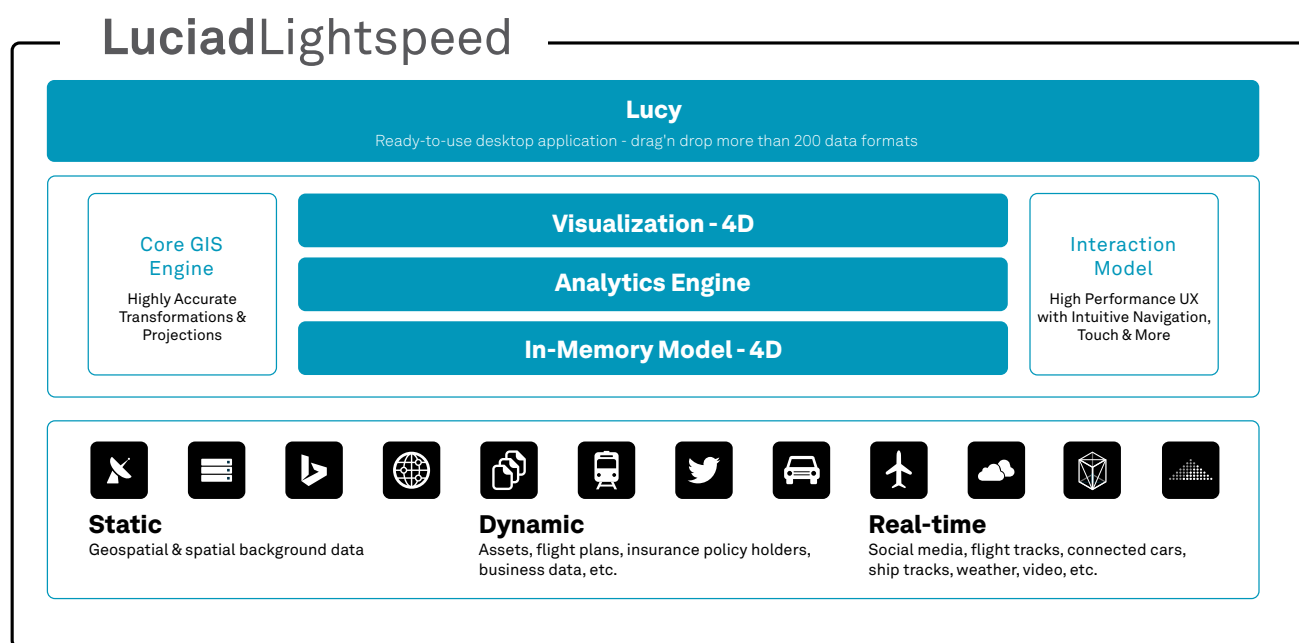 LuciadLightspeed
Lucy
Ready-to-use desktop application - drag'n drop more than 200 data formats
Core GIS
Engine
Highly Accurate
Transformations &
Projections
Visualization - 4D
Analytics Engine
In-Memory Model - 4D
Interaction
Model
High Performance UX
with Intuitive Navigation,
Touch & More
Static
Geospatial & spatial background data
Dynamic
Assets, flight plans, insurance policy holders,
business data, etc.
Real-time
Social media, flight tracks, connected cars,
ship tracks, weather, video, etc.